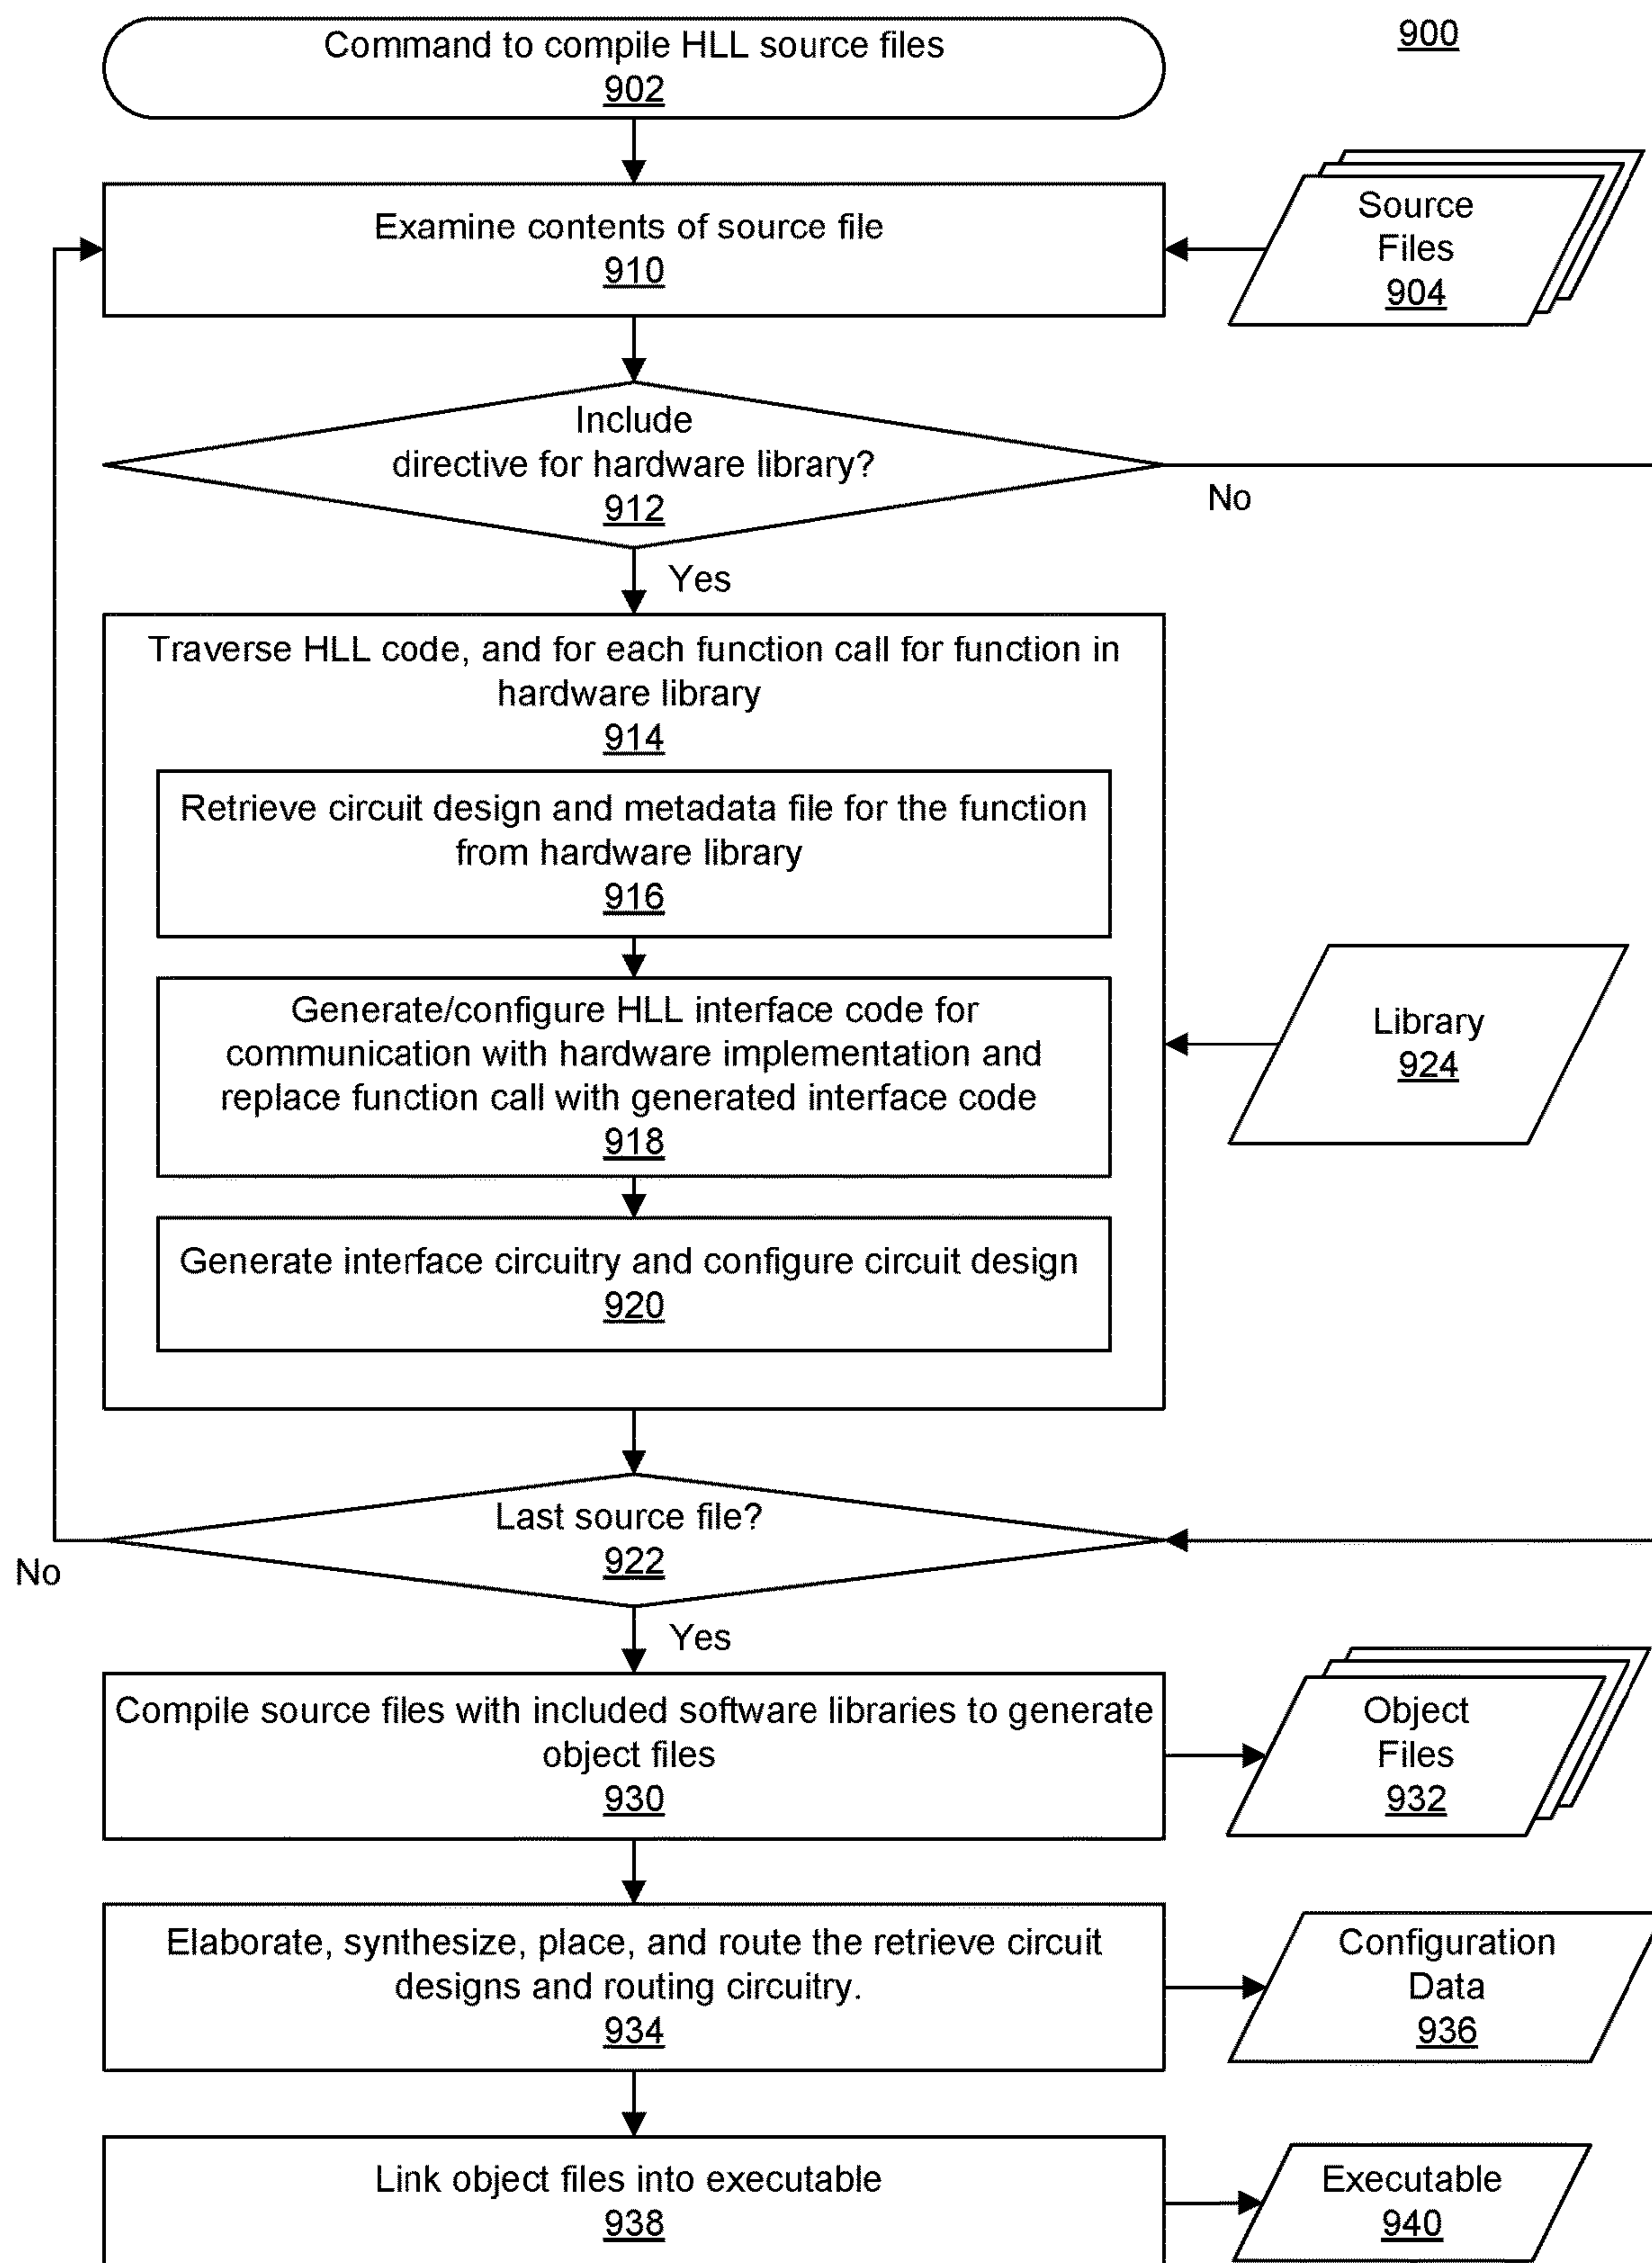 Command to compile HLL source files
902
900
Examine contents of source file
910
Source
Files
904
Include
directive for hardware library?
912
No
Yes
Traverse HLL code, and for each function call for function in
hardware library
914
Retrieve circuit design and metadata file for the function
from hardware library
916
Generate/configure HLL interface code for
communication with hardware implementation and
replace function call with generated interface code
918
Library
924
Generate interface circuitry and configure circuit design
920
Last source file?
922
No
Yes
Compile source files with included software libraries to generate
object files
930
Object
Files
932
Elaborate, synthesize, place, and route the retrieve circuit
designs and routing circuitry.
934
Configuration
Data
936
Link object files into executable
938
Executable
940